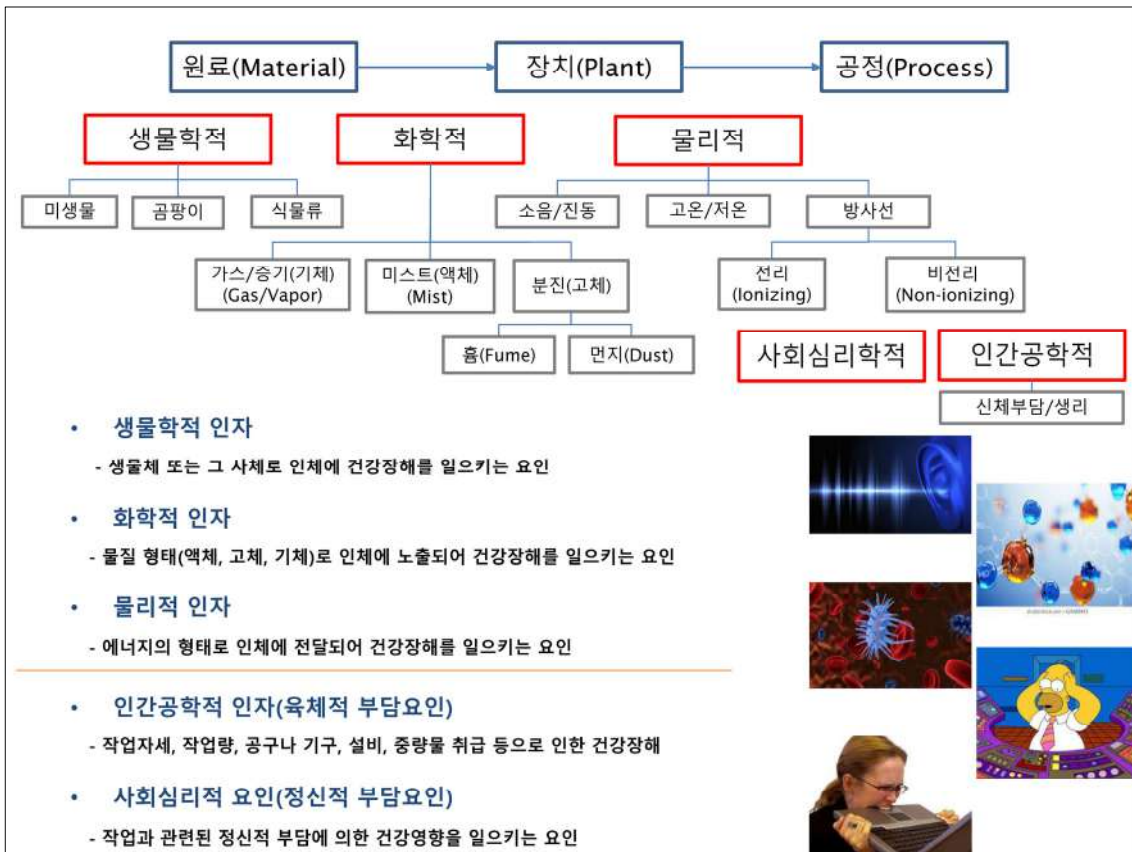 원료(Material) 장치(Plant) 공정(Process)
생물학적 화학적 물리적
미생물 곰팡이 식물류 소음/진동 고온/저온 방사선
가스/증기(기체) 미스트(액체) 분진(고체) 전리 비전리
(Gas/Vapor) (Mist) (Ionizing) (Non-ionizing)
흄(Fume) 먼지(Dust) 사회심리학적 인간공학적
신체부담/생리
• 생물학적 인자
- 생물체 또는 그 사체로 인체에 건강장해를 일으키는 요인
• 화학적 인자
- 물질 형태(액체, 고체, 기체)로 인체에 노출되어 건강장해를 일으키는 요인
• 물리적 인자
- 에너지의 형태로 인체에 전달되어 건강장해를 일으키는 요인
• 인간공학적 인자(육체적 부담요인)
- 작업자세, 작업량, 공구나 기구, 설비, 중량물 취급 등으로 인한 건강장해
• 사회심리적 요인(정신적 부담요인)
- 작업과 관련된 정신적 부담에 의한 건강영향을 일으키는 요인